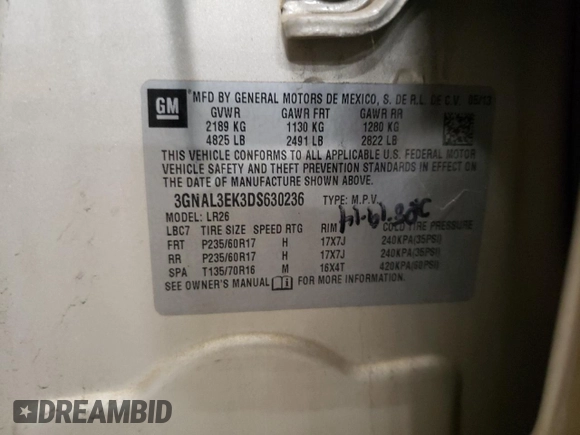 GM
MFD BY GENERAL MOTORS DE MEXICO, S. DE R.L. DE C.V. 05/13
GVWR GAWR FRT GAWR RR
2189 KG 1130 KG 1280 KG
4825 LB 2491 LB 2822 LB
THIS VEHICLE CONFORMS TO ALL APPLICABLE U.S. FEDERAL MOTOR
VEHICLE SAFETY AND THEFT PREVENTION STANDARDS IN EFFECT ON THE
DATE OF MANUFACTURE SHOWN ABOVE.
3GNAL3EK3DS630236 TYPE: M.P.V.
MODEL: LR26
LBC7 TIRE SIZE SPEED RTG RIM COLD TIRE PRESSURE
FRT P235/60R17 H 17X7J 240KPA(35PSI)
RR P235/60R17 H 17X7J 240KPA(35PSI)
SPA T135/70R16 M 16X4T 420KPA(60PSI)
SEE OWNER'S MANUAL FOR MORE INFORMATION.
DREAMBID